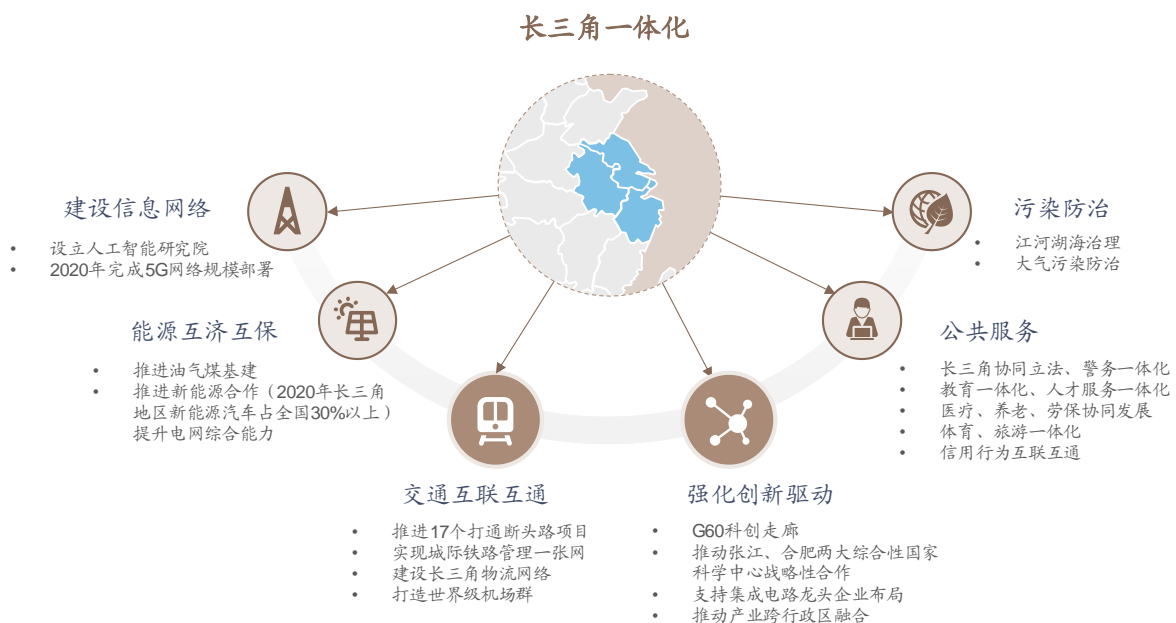 长三角一体化
建设信息网络
• 设立人工智能研究院
• 2020年完成5G网络规模部署
能源互济互保
• 推进油气煤基建
• 推进新能源合作（2020年长三角
地区新能源汽车占全国30%以上）
提升电网综合能力
交通互联互通
• 推进17个打通断头路项目
• 实现城际铁路管理一张网
• 建设长三角物流网络
• 打造世界级机场群
强化创新驱动
• G60科创走廊
• 推动张江、合肥两大综合性国家
科学中心战略性合作
• 支持集成电路龙头企业布局
• 推动产业跨行政区融合
公共服务
• 长三角协同立法、警务一体化
• 教育一体化、人才服务一体化
• 医疗、养老、劳保协同发展
• 体育、旅游一体化
• 信用行为互联互通
污染防治
• 江河湖海治理
• 大气污染防治